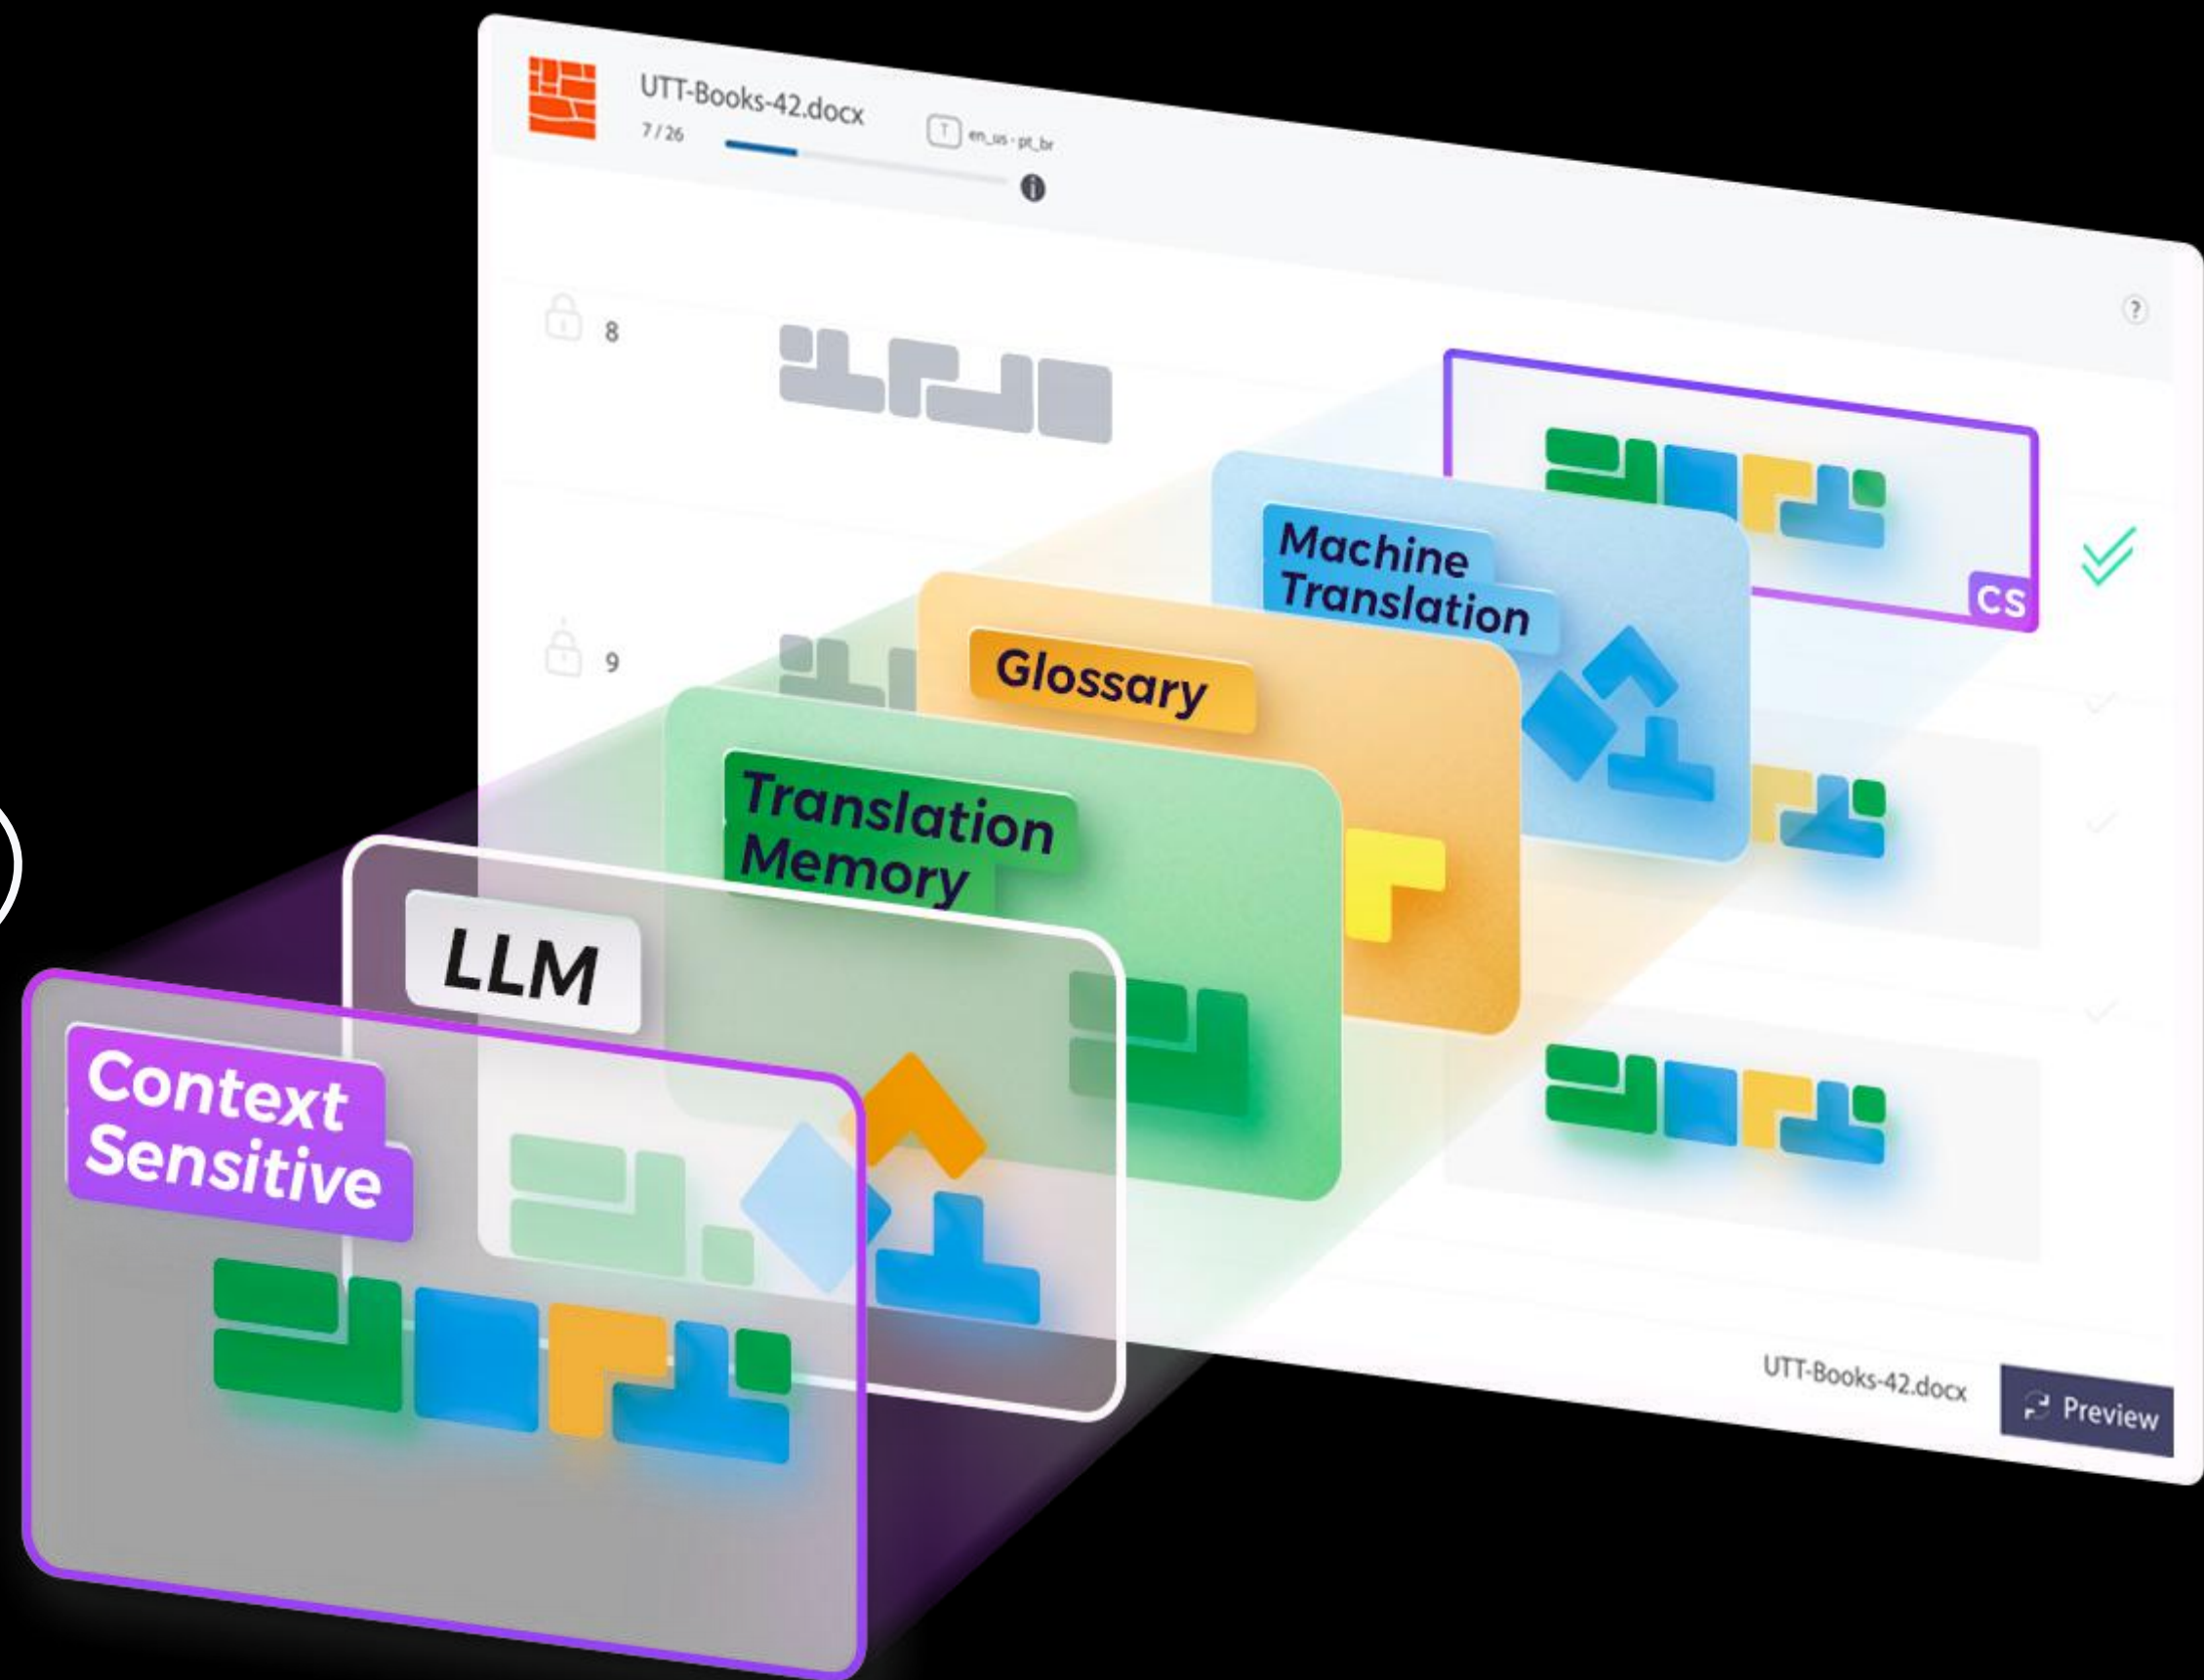 UTT-Books-42.docx
7 / 26
T
en_us - pt_br
i
?
8
CS
Machine
Translation
9
Glossary
Translation
Memory
LLM
Context
Sensitive
UTT-Books-42.docx
Preview